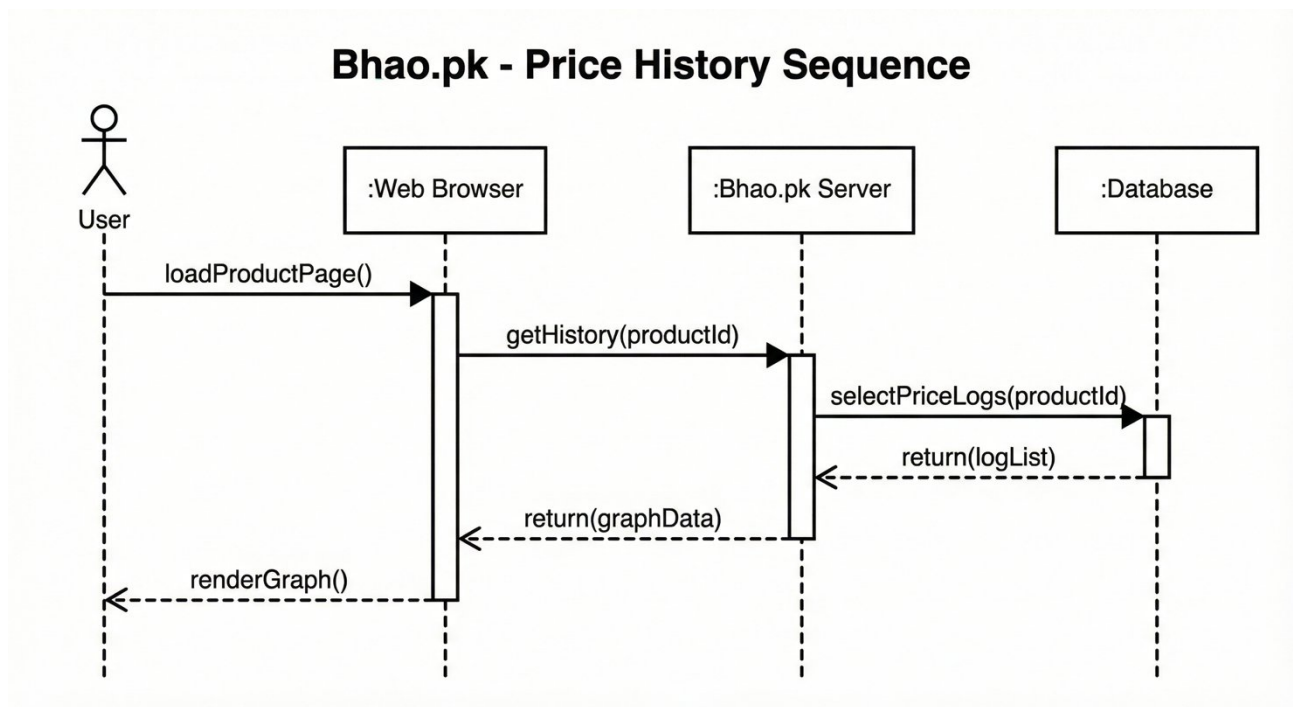 Bhao.pk - Price History Sequence
User
:Web Browser
:Bhao.pk Server
:Database
loadProductPage()
getHistory(productId)
selectPriceLogs(productId)
return(logList)
return(graphData)
renderGraph()